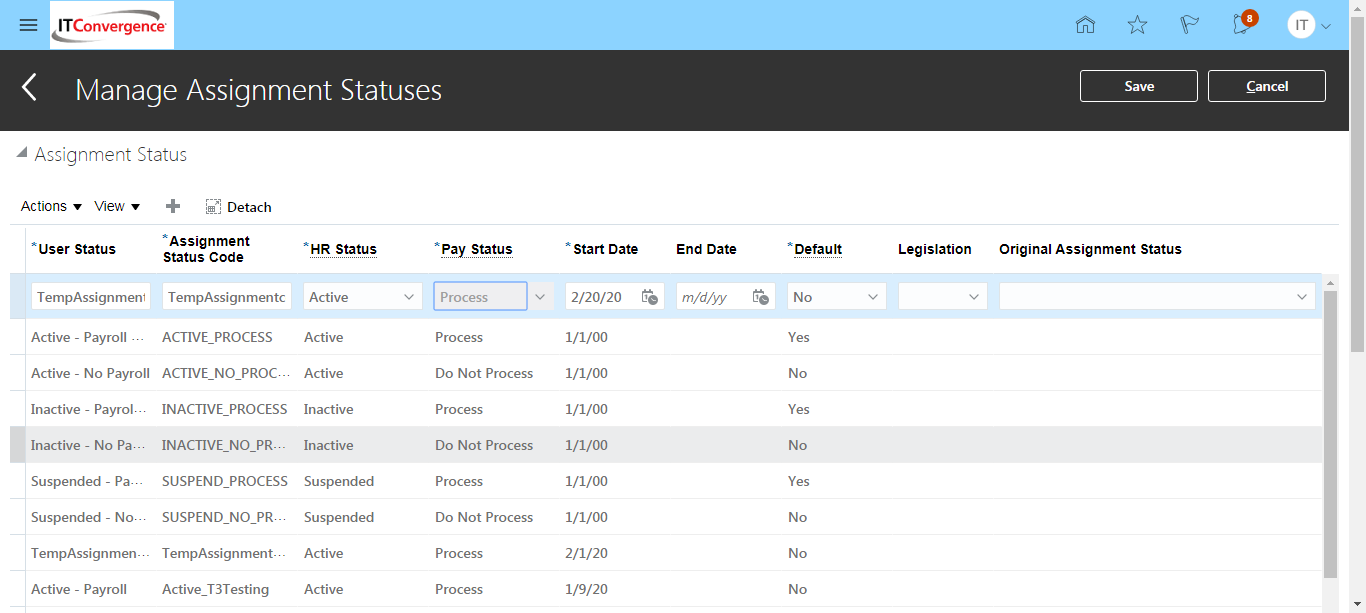 ITConvergence
8
IT
Manage Assignment Statuses
Save
Cancel
Assignment Status
Actions View Detach
*User Status *Assignment Status Code *HR Status *Pay Status *Start Date End Date *Default Legislation Original Assignment Status
TempAssignment TempAssignmentc Active Process 2/20/20 m/d/yy No
Active - Payroll ... ACTIVE_PROCESS Active Process 1/1/00 Yes
Active - No Payroll ACTIVE_NO_PROC... Active Do Not Process 1/1/00 No
Inactive - Payrol... INACTIVE_PROCESS Inactive Process 1/1/00 Yes
Inactive - No Pa... INACTIVE_NO_PR... Inactive Do Not Process 1/1/00 No
Suspended - Pa... SUSPEND_PROCESS Suspended Process 1/1/00 Yes
Suspended - No... SUSPEND_NO_PR... Suspended Do Not Process 1/1/00 No
TempAssignmen... TempAssignment... Active Process 2/1/20 No
Active - Payroll Active_T3Testing Active Process 1/9/20 No